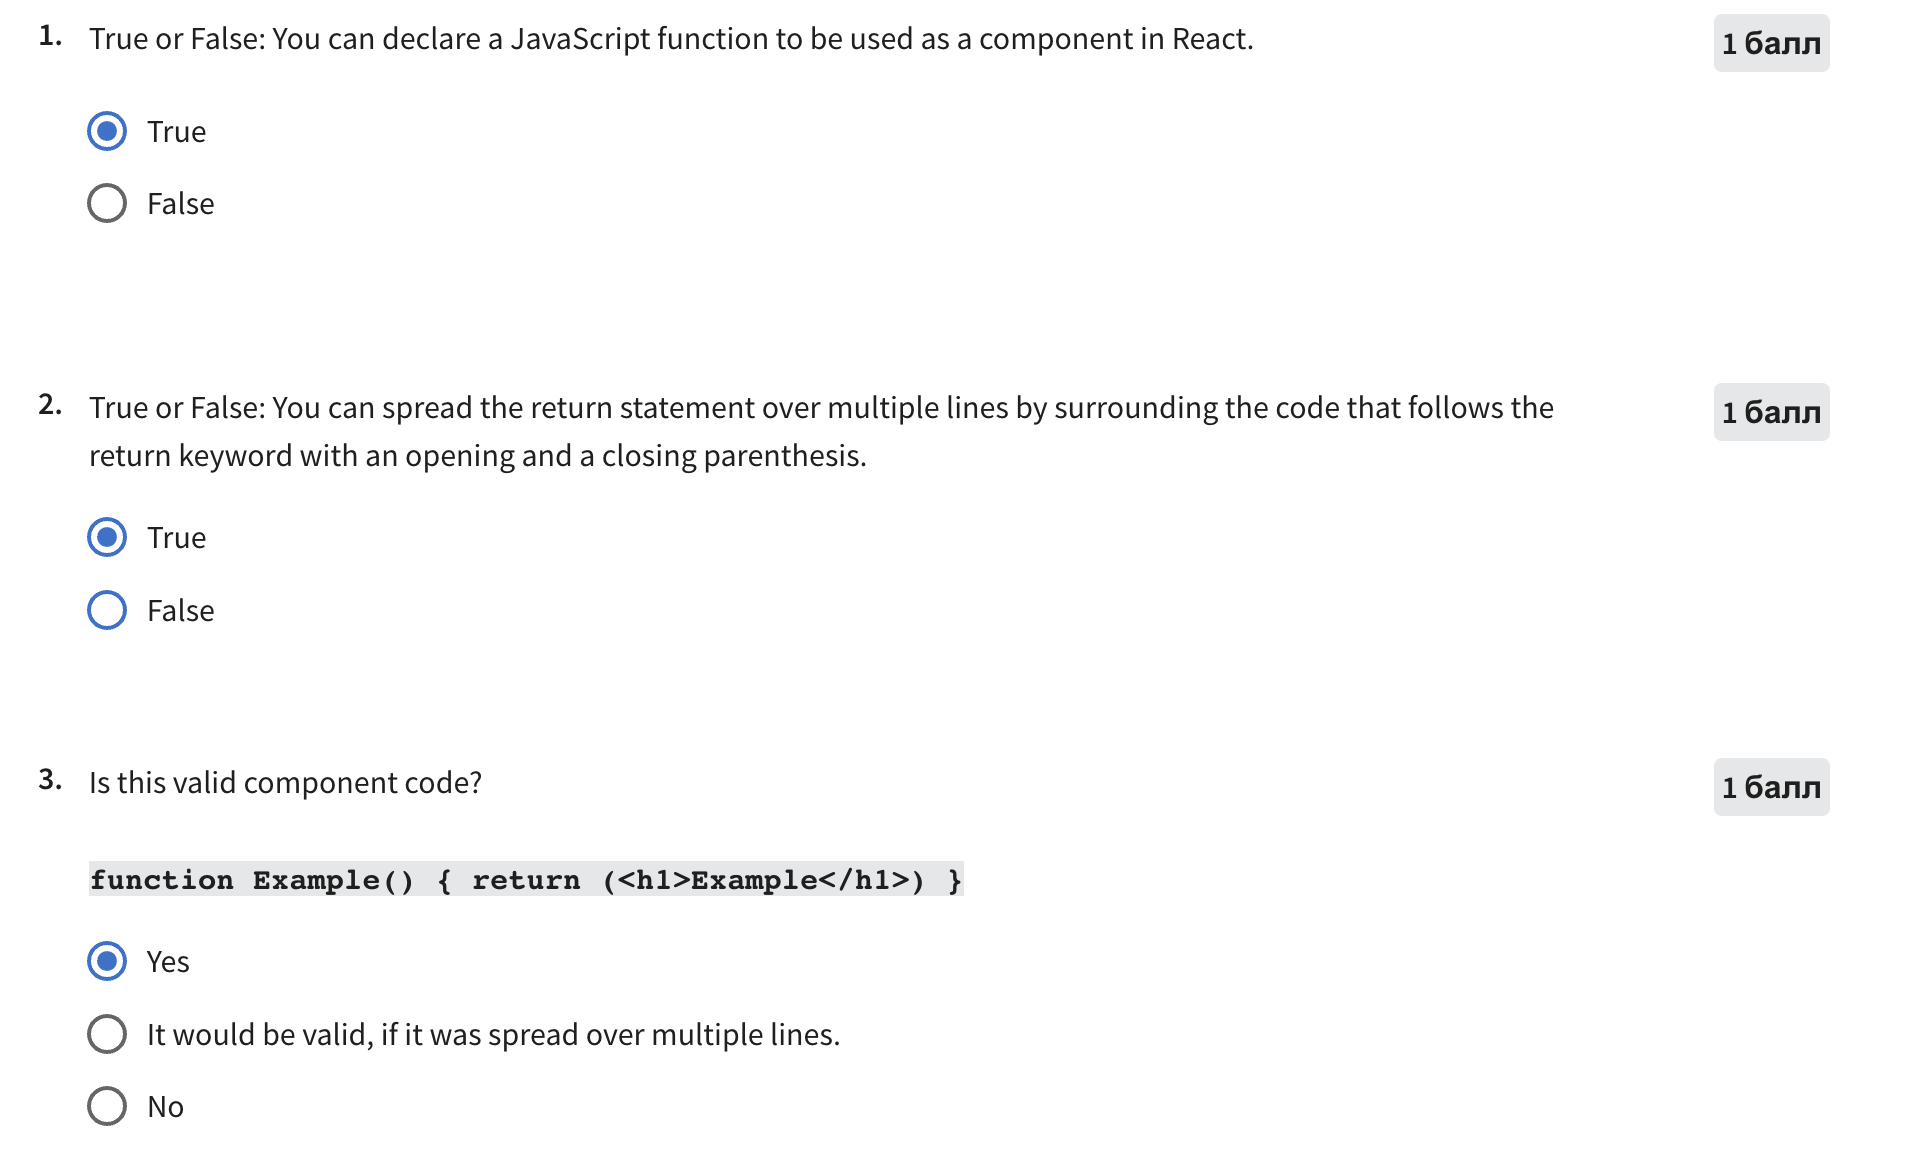 1. True or False: You can declare a JavaScript function to be used as a component in React.
1 балл
True
False
2. True or False: You can spread the return statement over multiple lines by surrounding the code that follows the
return keyword with an opening and a closing parenthesis.
1 балл
True
False
3. Is this valid component code?
1 балл
function Example() { return (<h1>Example</h1>) }
Yes
It would be valid, if it was spread over multiple lines.
No